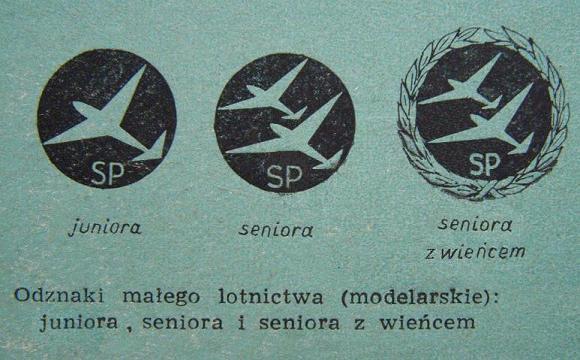 SP
SP
SP
juniora
seniora
seniora
z wieńcem
Odznaki małego lotnictwa (modelarskie):
juniora, seniora i seniora z wieńcem